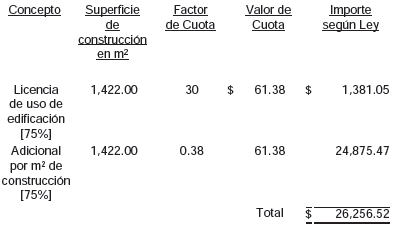 Concepto Superficie Factor Valor de Importe
de de Cuota Cuota según Ley
construcción
en m²
Licencia 1,422.00 30 $ 61.38 $ 1,381.05
de uso de
edificación
[75%]
Adicional 1,422.00 0.38 61.38 24,875.47
por m² de
construcción
[75%]
Total $ 26,256.52